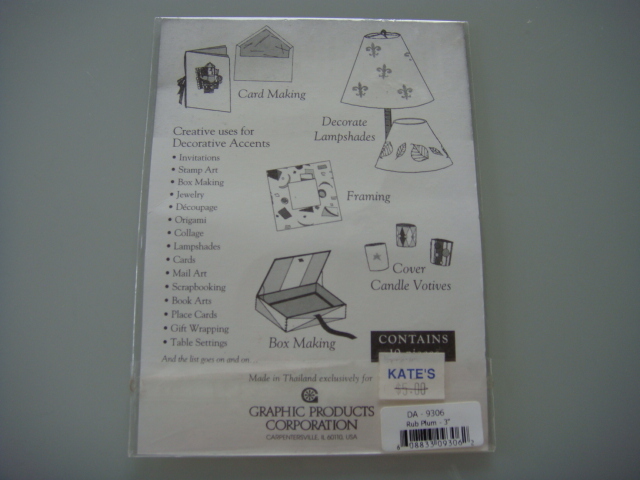 Card Making
Decorate
Lampshades
Creative uses for
Decorative Accents
• Invitations
• Stamp Art
• Box Making
• Jewelry
• Découpage
• Origami
• Collage
• Lampshades
• Cards
• Mail Art
• Scrapbooking
• Book Arts
• Place Cards
• Gift Wrapping
• Table Settings
And the list goes on and on ...
Framing
Cover
Candle Votives
Box Making
CONTAINS
KATE'S
$5.00
Made in Thailand exclusively for
GRAPHIC PRODUCTS
CORPORATION
CARPENTERSVILLE, IL 60110, USA
DA - 9306
Rub Plum - 3"
08833 09306